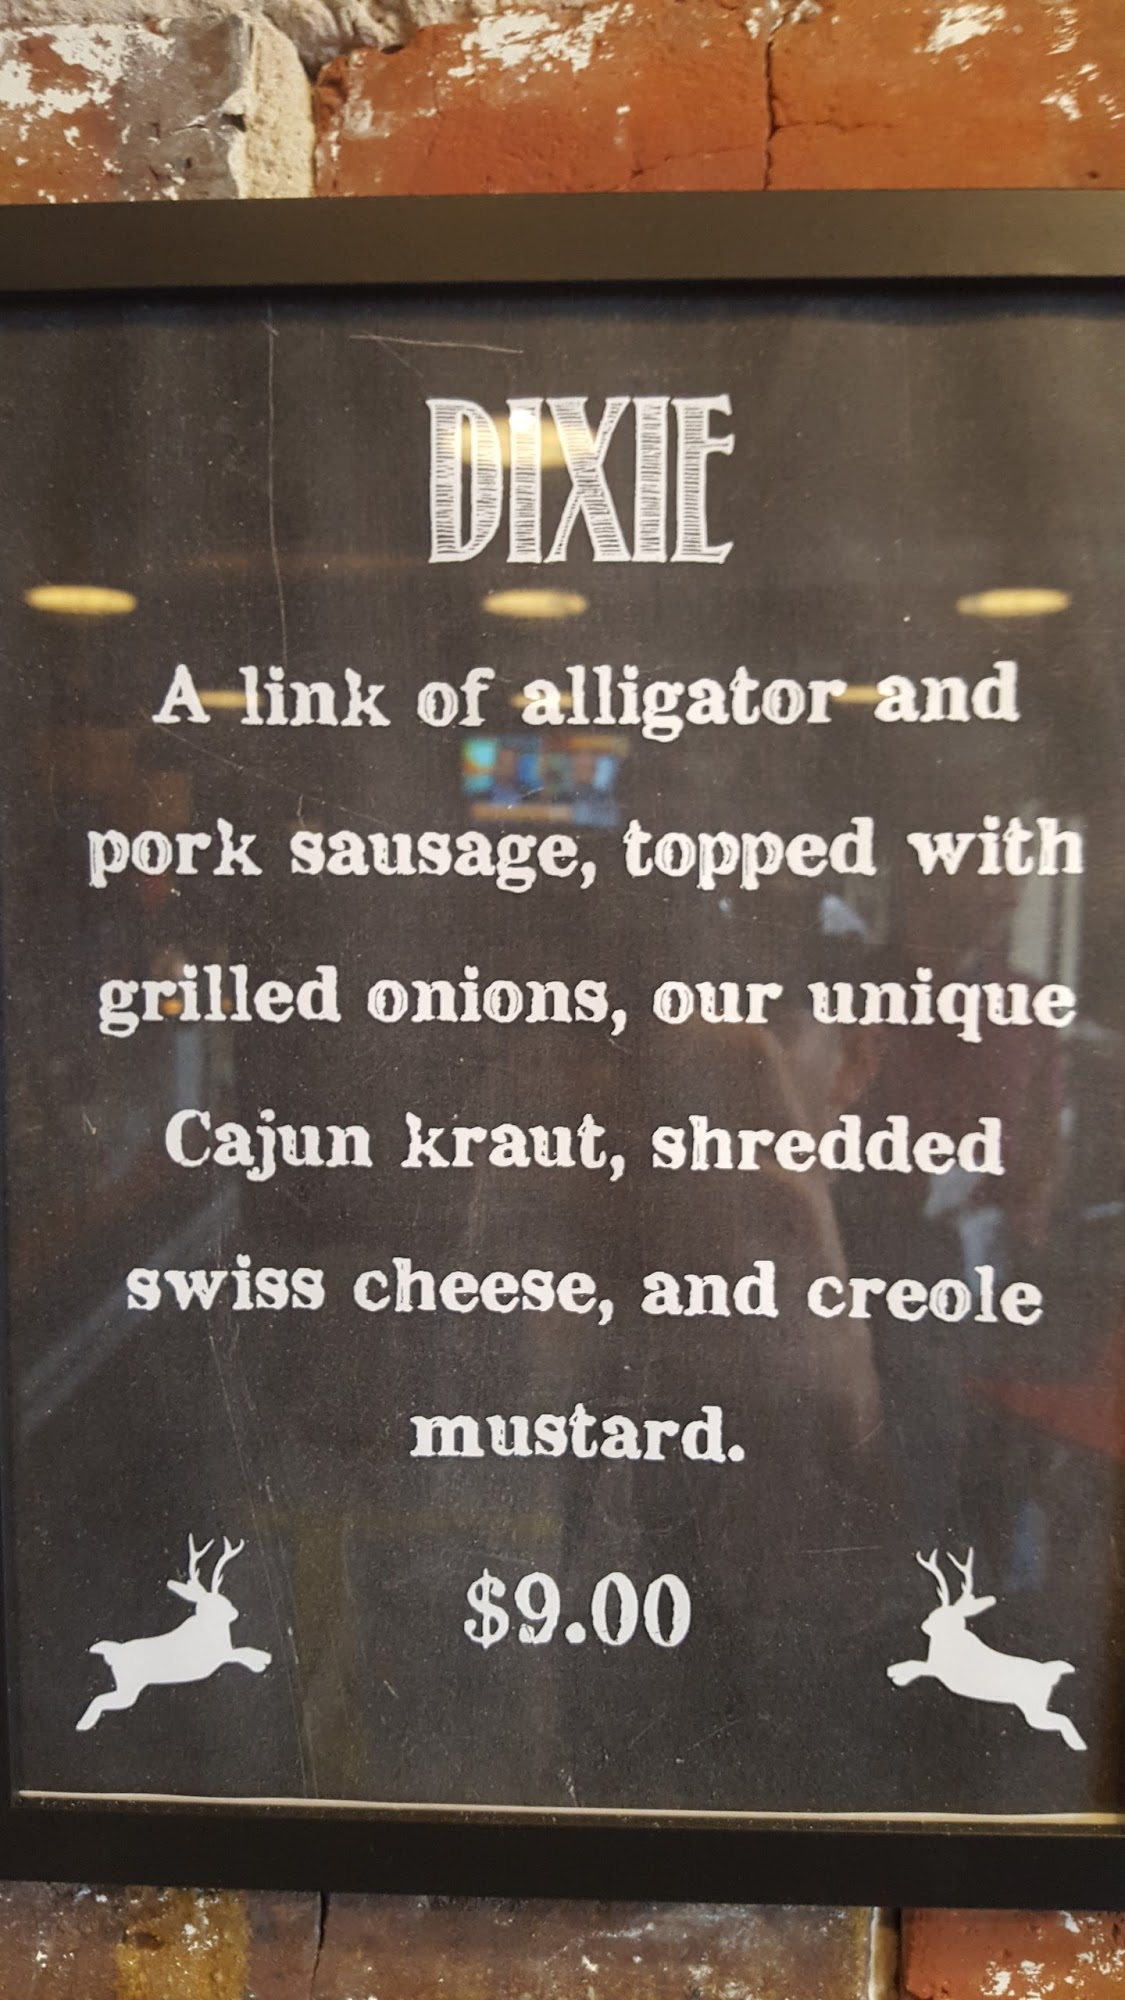 DIXIE
A link of alligator and
pork sausage, topped with
grilled onions, our unique
Cajun kraut, shredded
swiss cheese, and creole
mustard.
$9.00